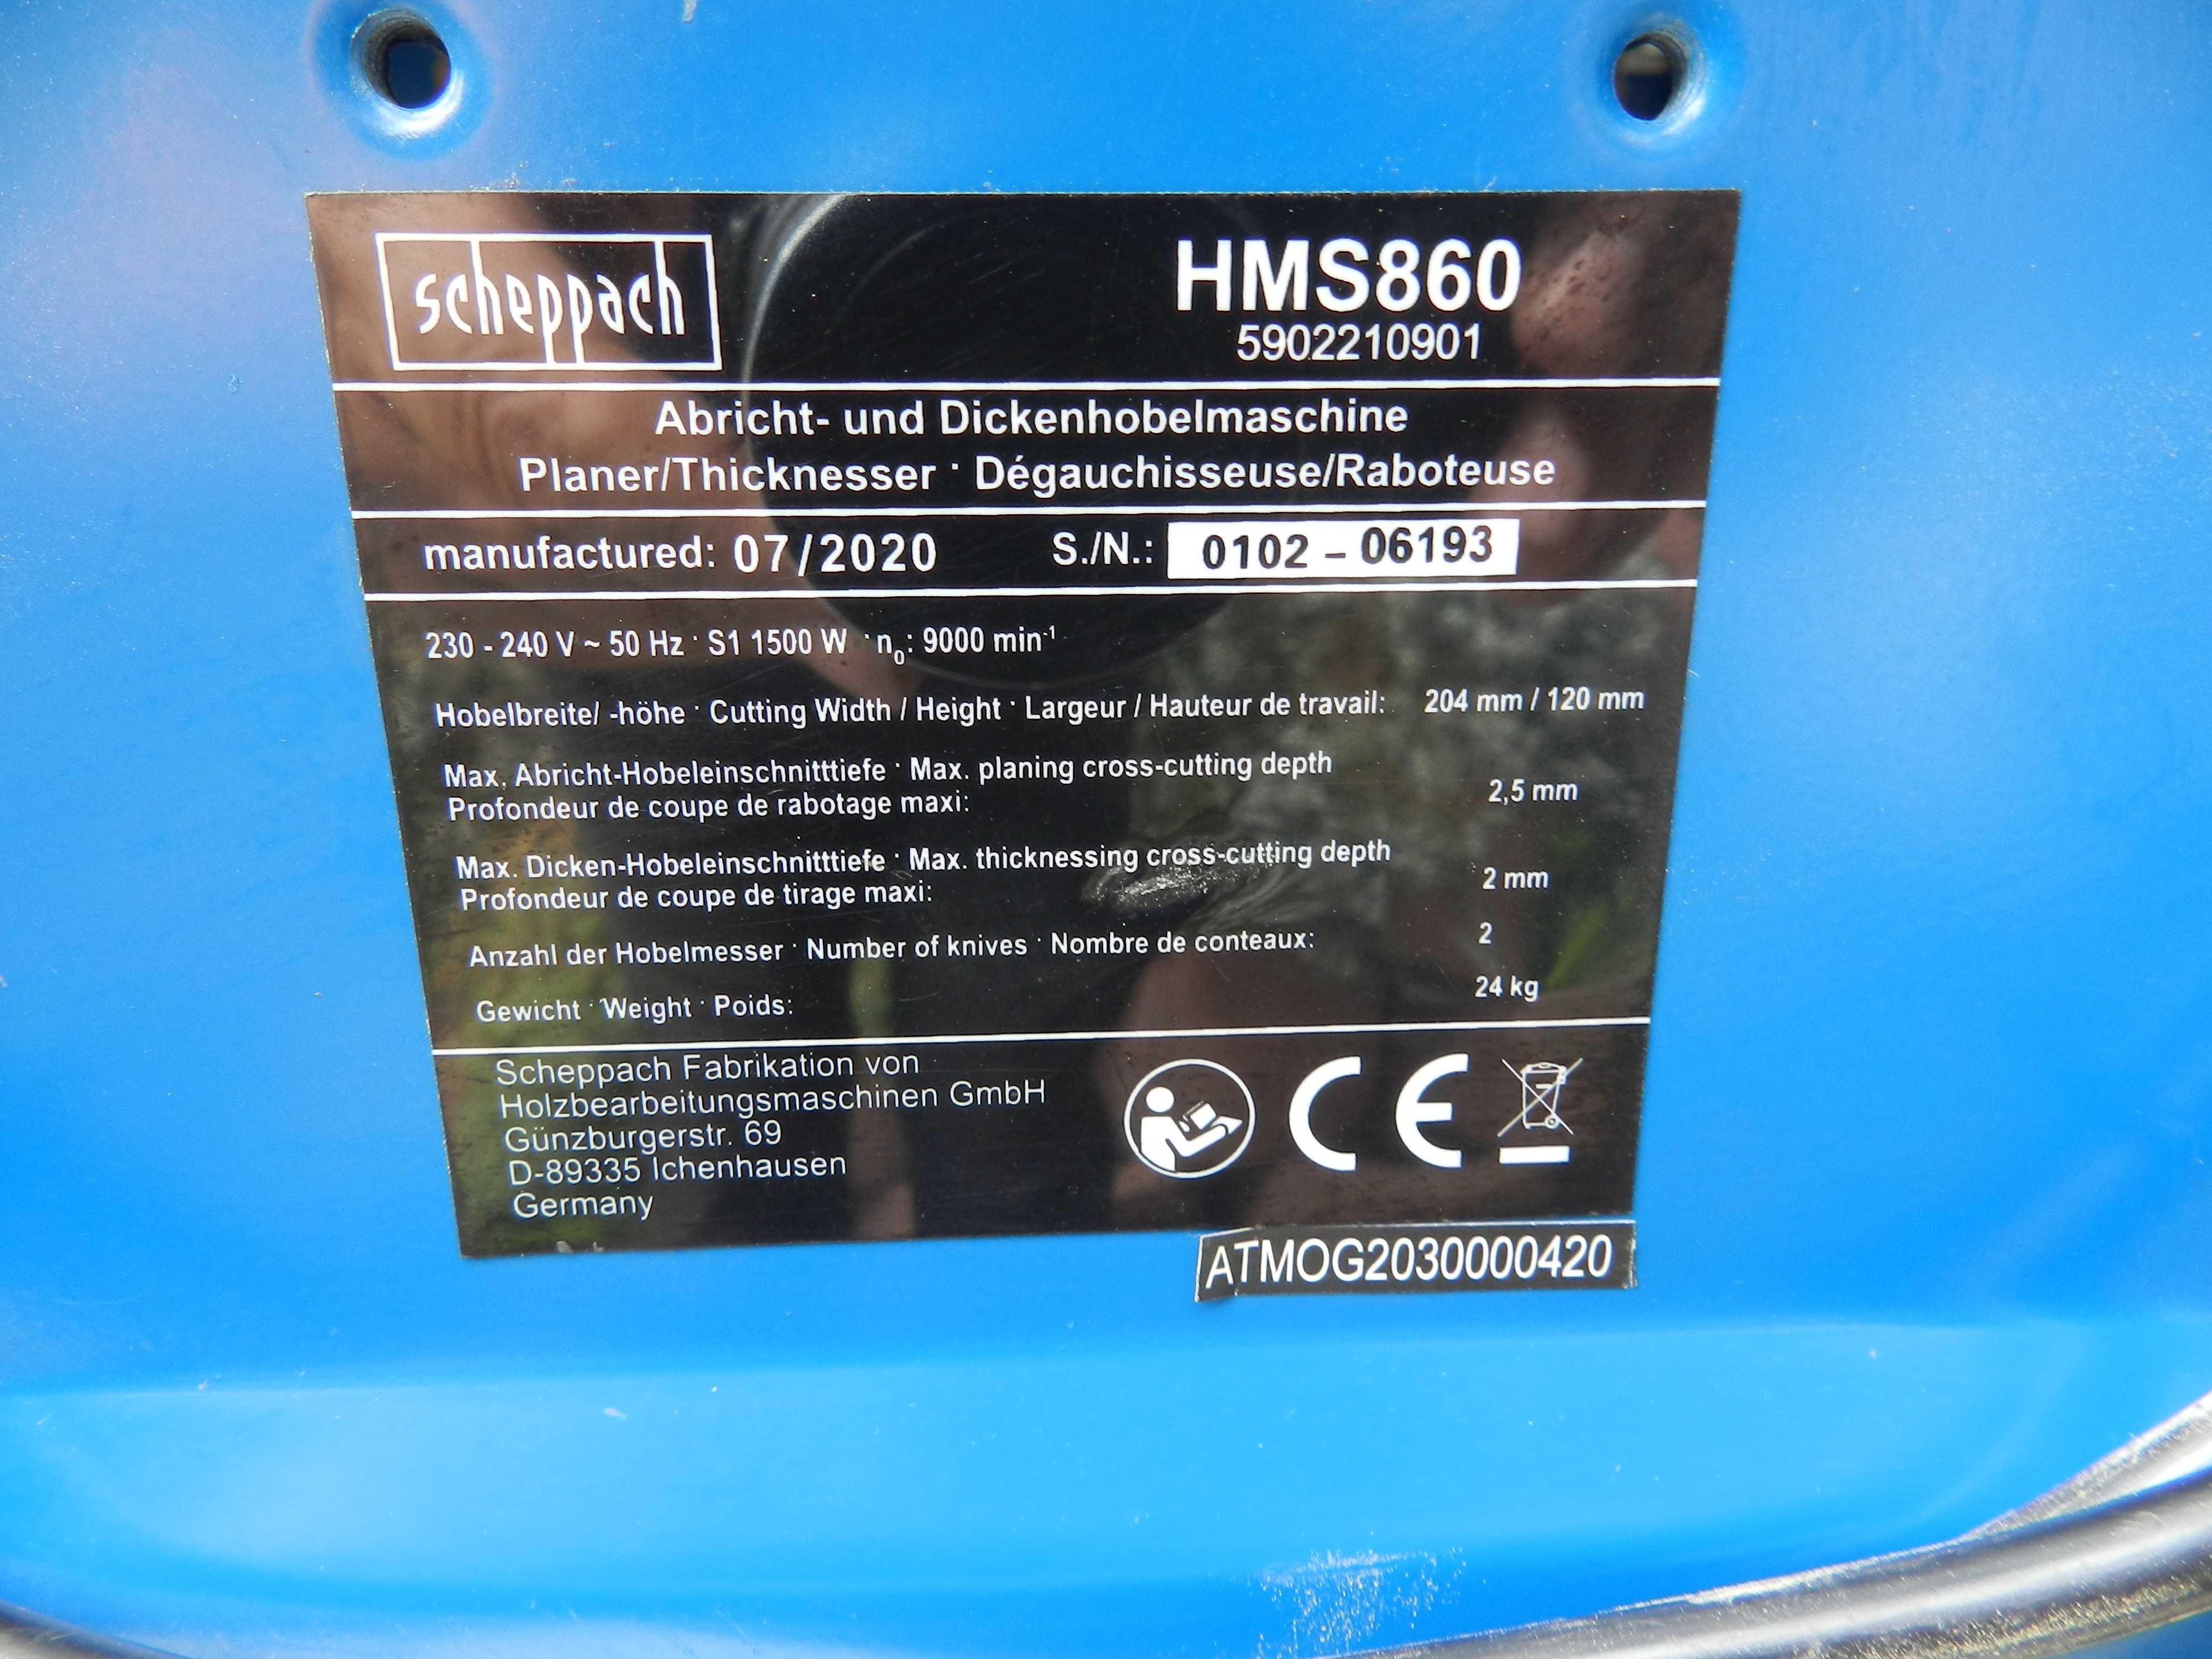 scheppach
HMS860
5902210901
Abricht- und Dickenhobelmaschine
Planer/Thicknesser · Dégauchisseuse/Raboteuse
manufactured: 07/2020 S./N.: 0102 – 06193
230 - 240 V ~ 50 Hz · S1 1500 W · n₀: 9000 min⁻¹
Hobelbreite/ -höhe · Cutting Width / Height · Largeur / Hauteur de travail: 204 mm / 120 mm
Max. Abricht-Hobeleinschnitttiefe · Max. planing cross-cutting depth
Profondeur de coupe de rabotage maxi: 2,5 mm
Max. Dicken-Hobeleinschnitttiefe · Max. thicknessing cross-cutting depth
Profondeur de coupe de tirage maxi: 2 mm
Anzahl der Hobelmesser · Number of knives · Nombre de conteaux: 2
Gewicht · Weight · Poids: 24 kg
Scheppach Fabrikation von
Holzbearbeitungsmaschinen GmbH
Günzburgerstr. 69
D-89335 Ichenhausen
Germany
CE
ATMOG2030000420